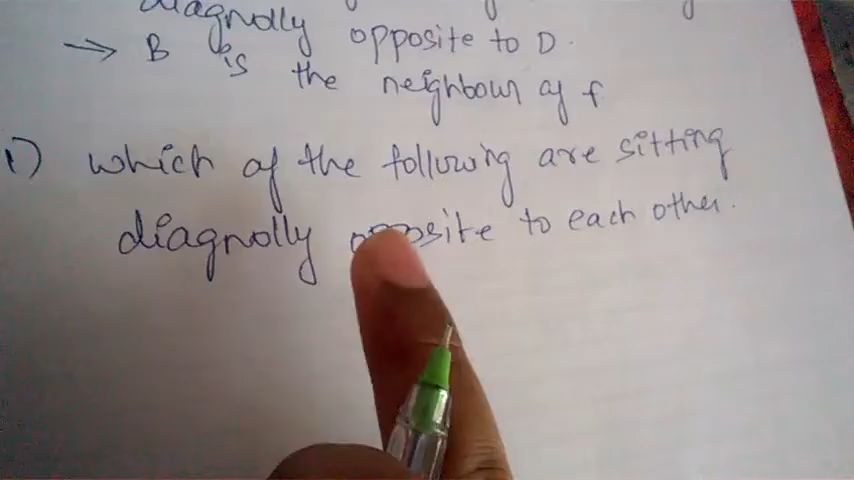 diagnolly opposite to D.
→ B is the neighbour of f
1) which of the following are sitting
diagnolly opposite to each other.